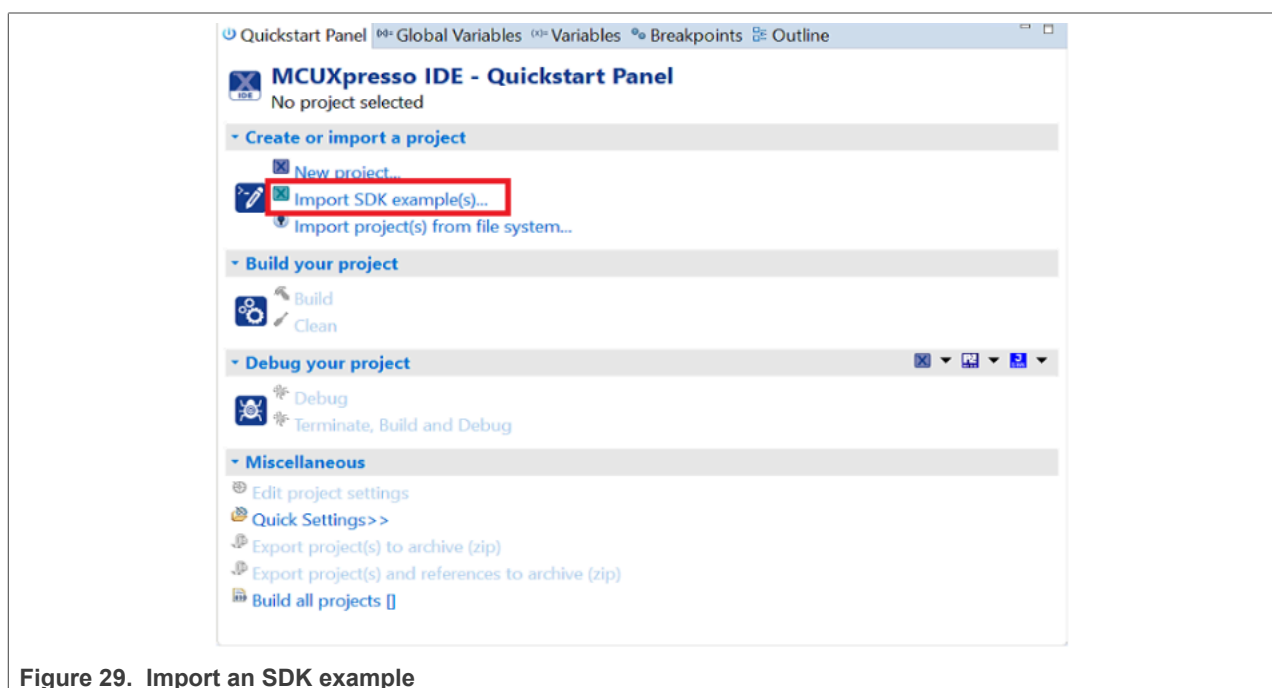 Quickstart Panel (x)= Global Variables (x)= Variables Breakpoints Outline
MCUXpresso IDE - Quickstart Panel
IDE
No project selected
Create or import a project
New project...
Import SDK example(s)...
Import project(s) from file system...
Build your project
Build
Clean
Debug your project
Debug
Terminate, Build and Debug
Miscellaneous
Edit project settings
Quick Settings>>
Export project(s) to archive (zip)
Export project(s) and references to archive (zip)
Build all projects []
Figure 29. Import an SDK example